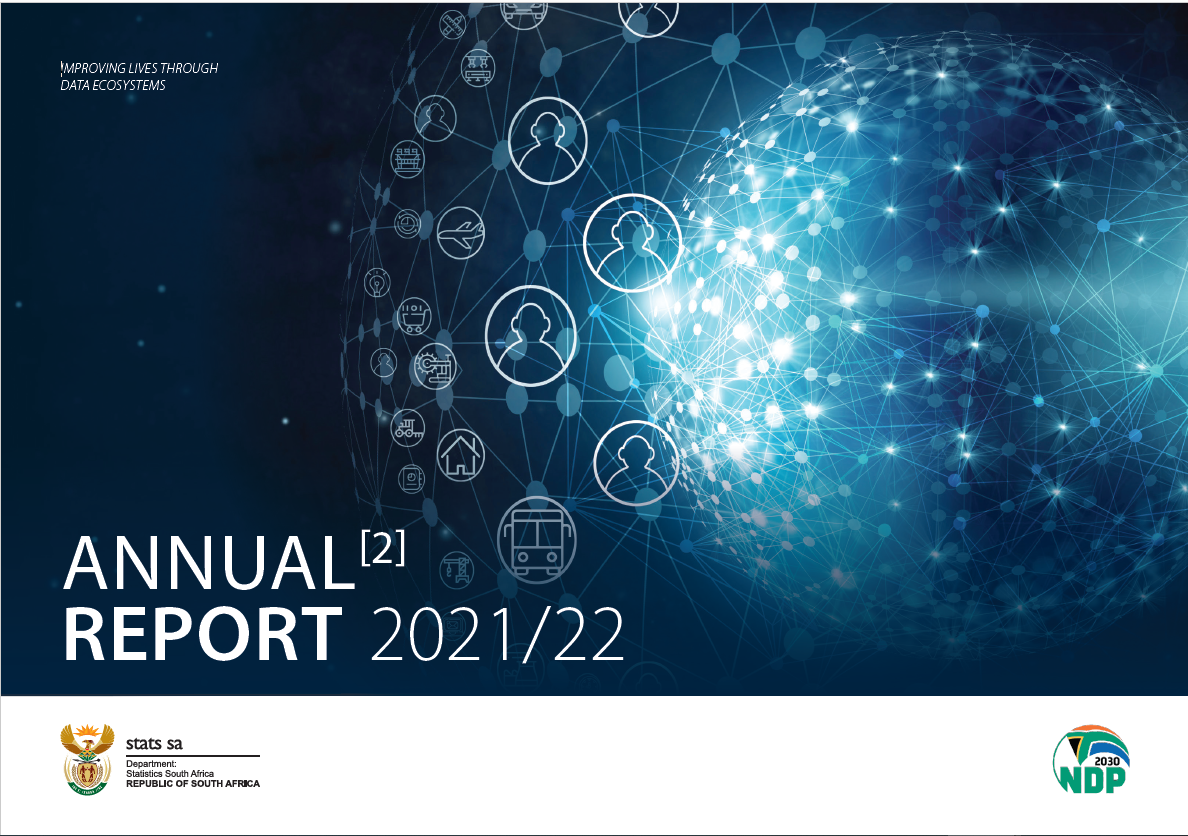 IMPROVING LIVES THROUGH
DATA ECOSYSTEMS
ANNUAL [2]
REPORT 2021/22
stats sa
Department:
Statistics South Africa
REPUBLIC OF SOUTH AFRICA
2030
NDP